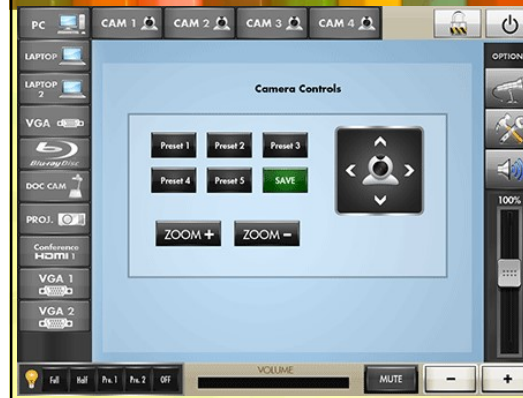 PC
CAM 1
CAM 2
CAM 3
CAM 4
LAPTOP
LAPTOP
2
VGA
Blu-ray Disc
DOC CAM
PROJ.
Conference
HDMI 1
VGA 1
VGA 2
Camera Controls
Preset 1
Preset 2
Preset 3
Preset 4
Preset 5
SAVE
ZOOM +
ZOOM −
OPTION
100%
Full
Half
Pre. 1
Pre. 2
OFF
VOLUME
MUTE
−
+